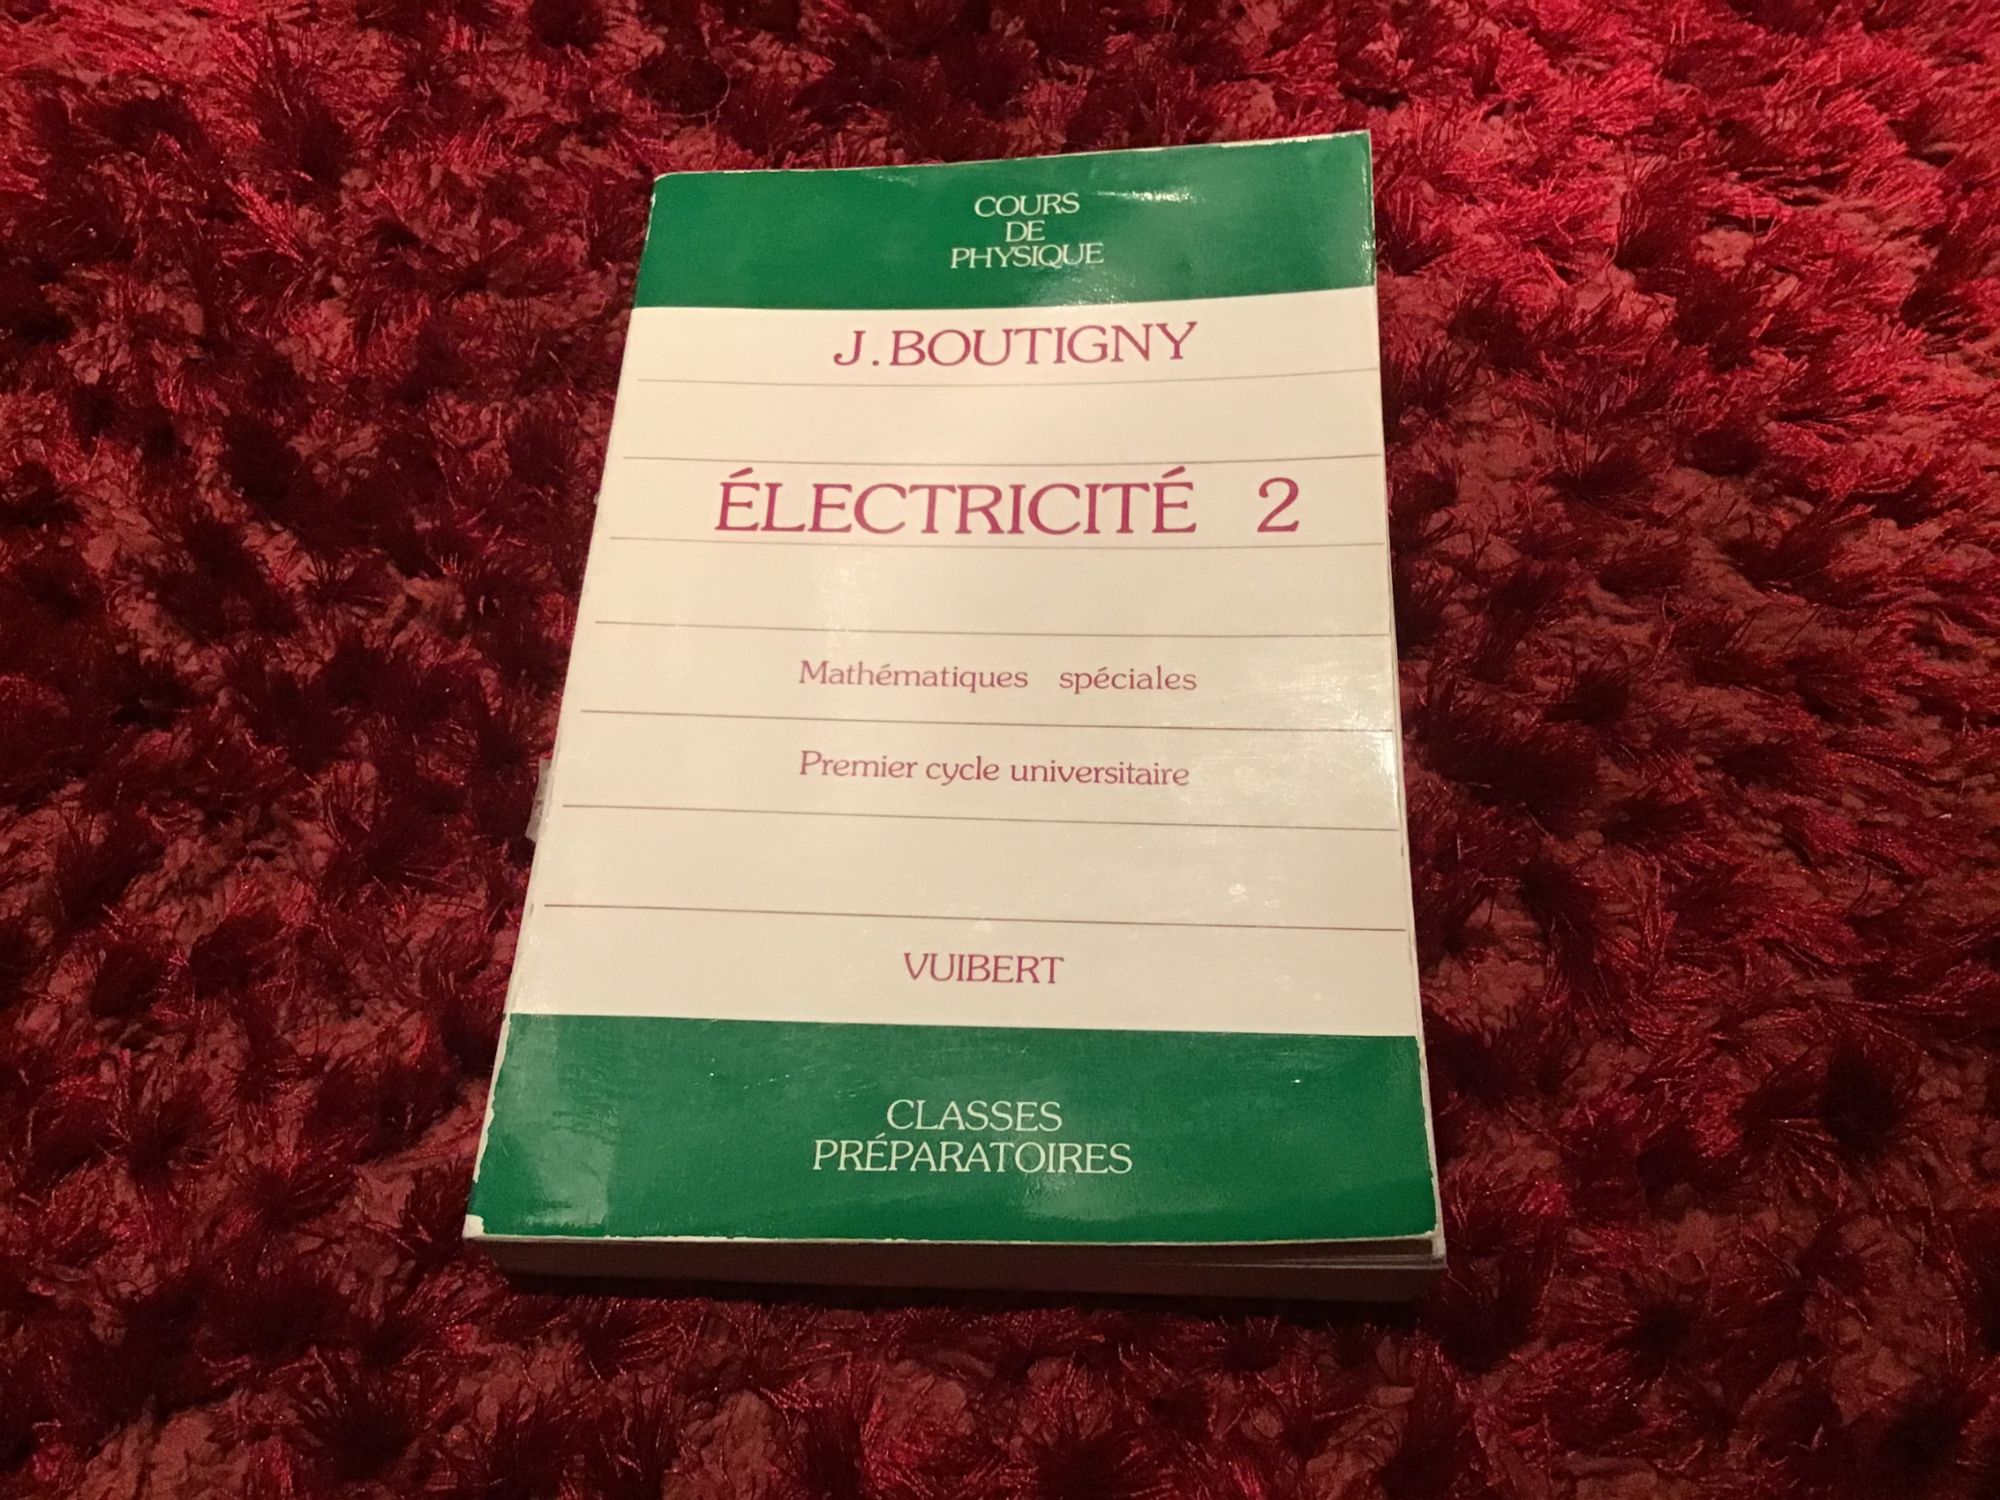 COURS
DE
PHYSIQUE
J. BOUTIGNY
ÉLECTRICITÉ 2
Mathématiques spéciales
Premier cycle universitaire
VUIBERT
CLASSES
PRÉPARATOIRES